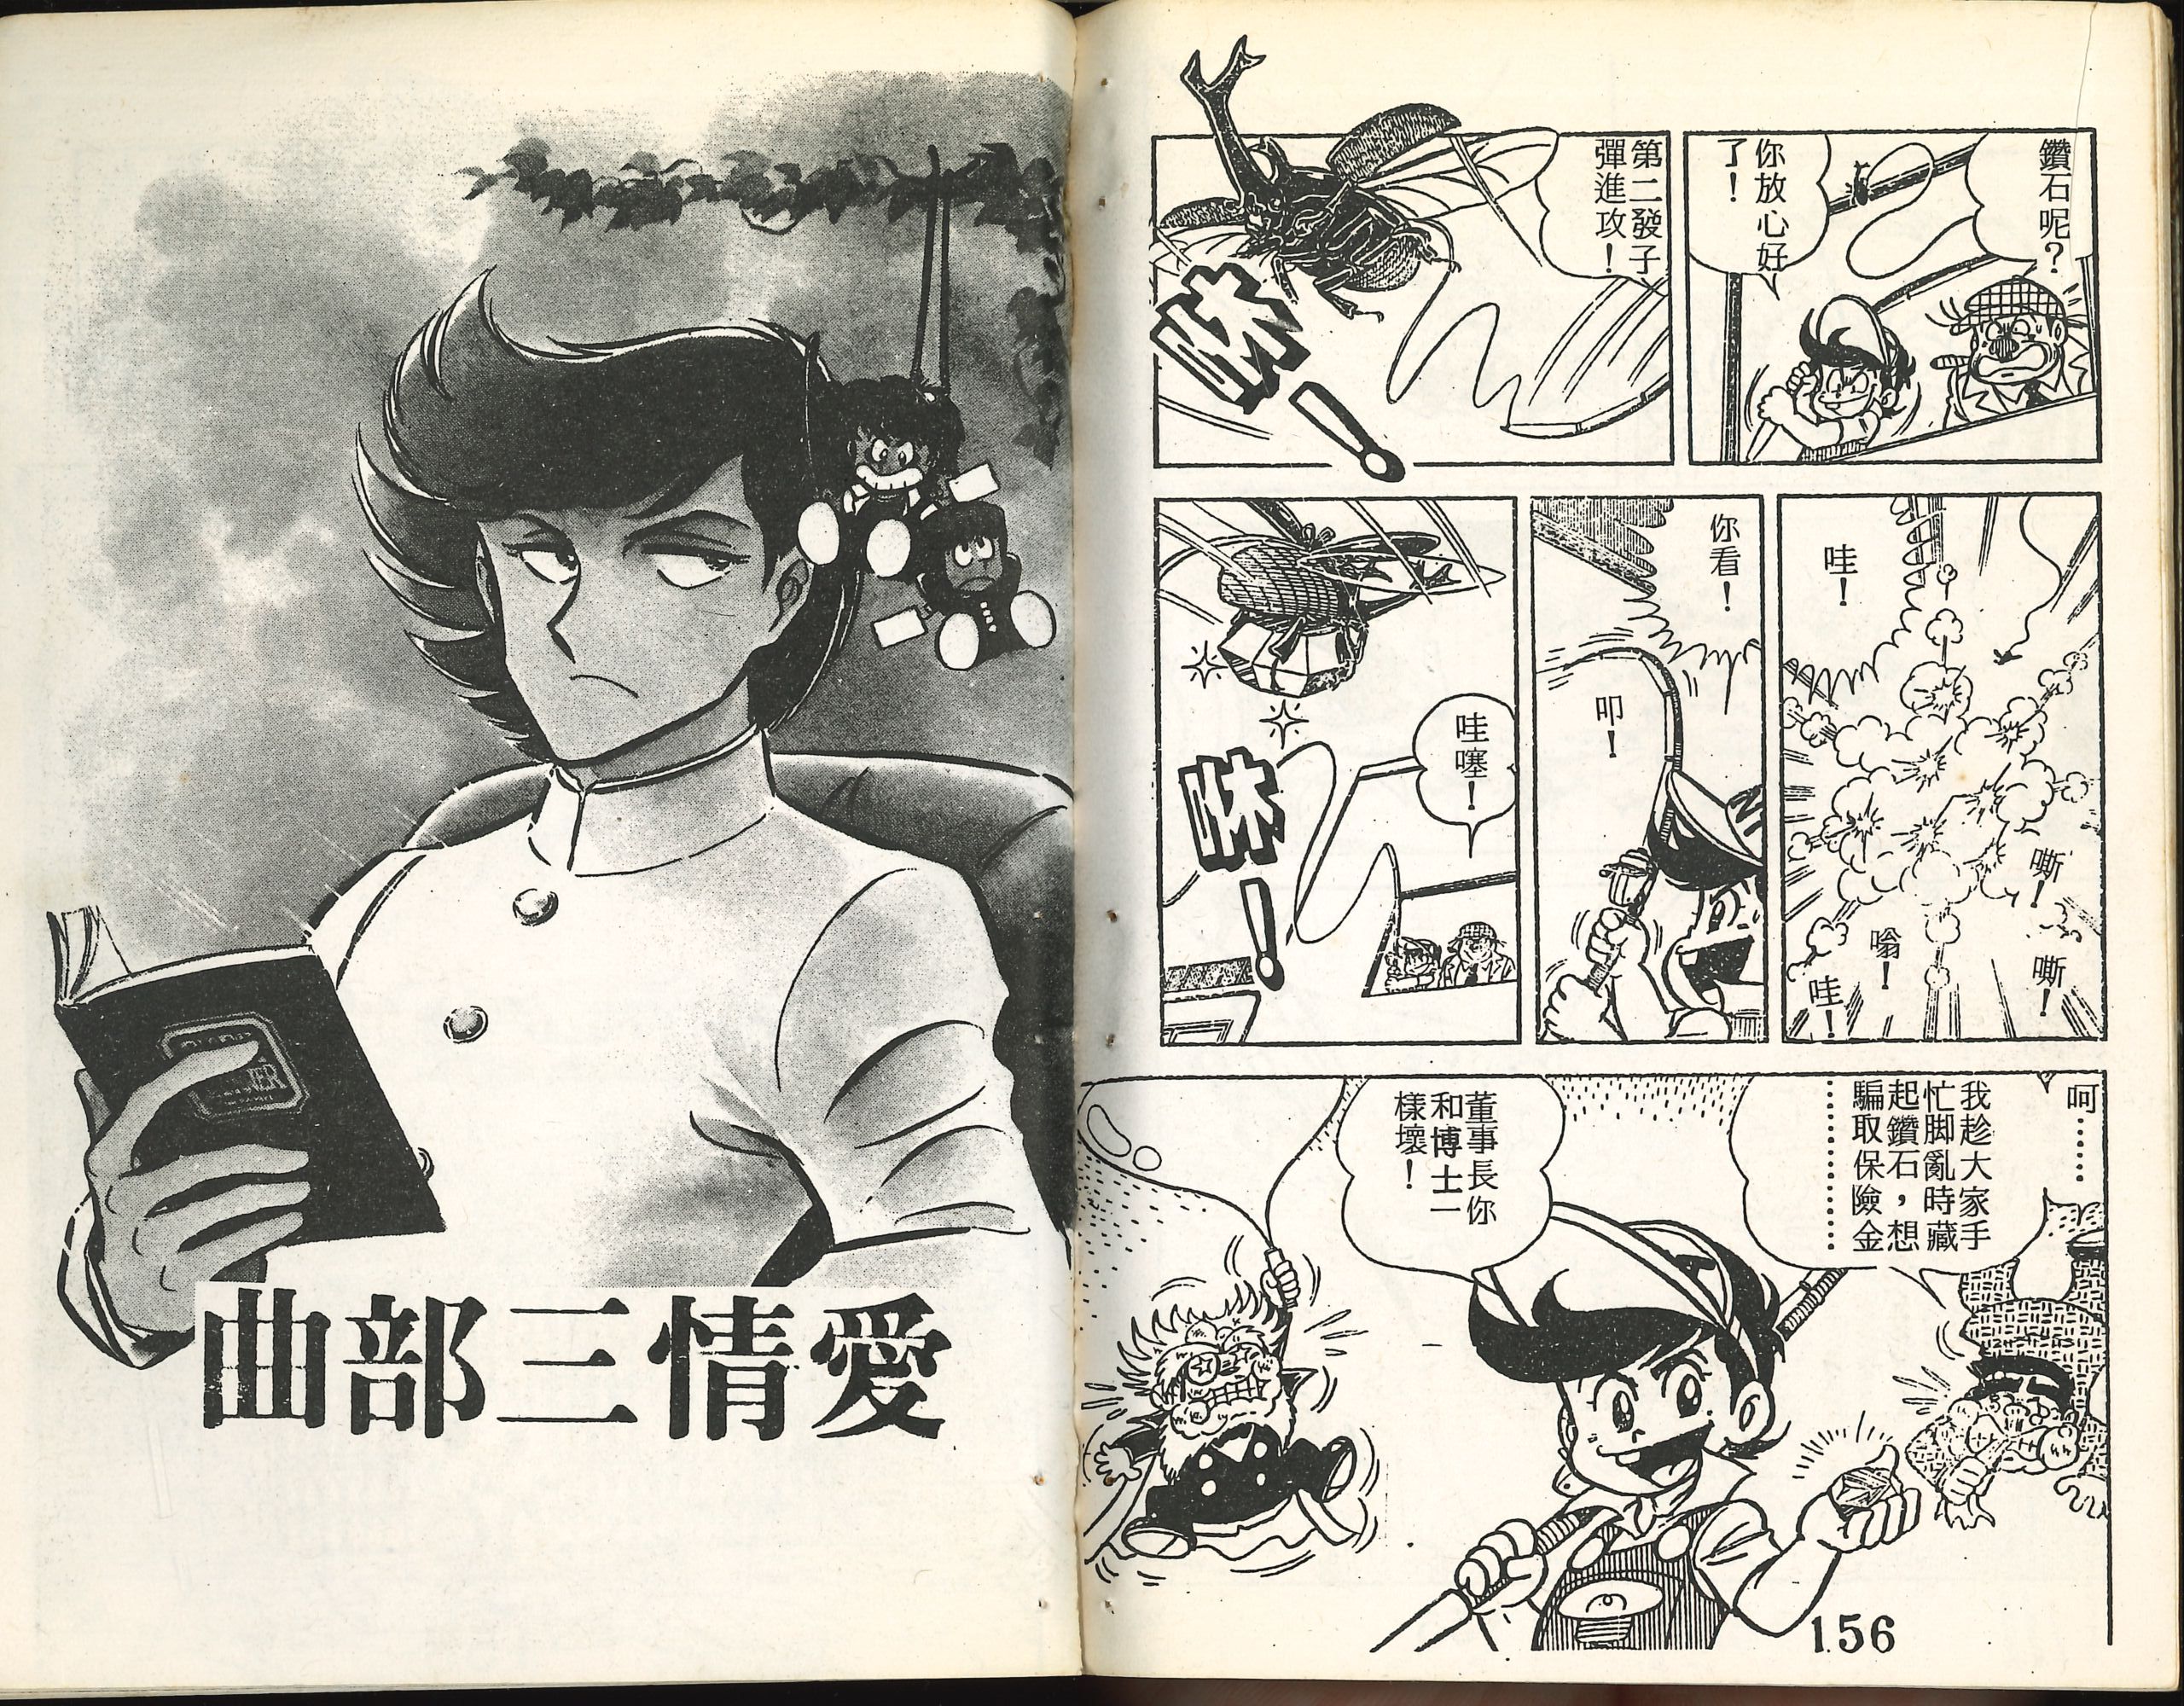 鑽石呢?
你放心好
了!
第二發子
彈進攻!
咻!
哇!
嘶!
嘶!
嗡!
哇!
你看!
叩!
哇噻!
咻!
呵……
我趁大家手
忙脚亂時藏
起鑽石，想
騙取保險金
…………
董事長你
和博士一
樣壞!
156
愛情三部曲